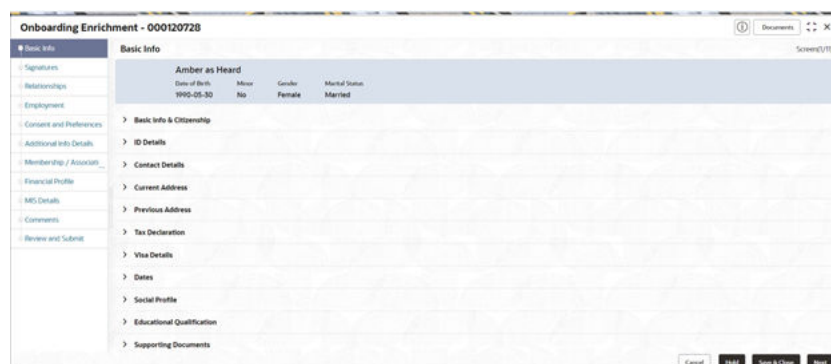 Onboarding Enrichment - 000120728
Documents
Basic Info
Signatures
Relationships
Employment
Consent and Preferences
Additional Info Details
Membership / Associati...
Financial Profile
MIS Details
Comments
Review and Submit
Basic Info
Screen(1/11
Amber as Heard
Date of Birth Minor Gender Marital Status
1990-05-30 No Female Married
Basic Info & Citizenship
ID Details
Contact Details
Current Address
Previous Address
Tax Declaration
Visa Details
Dates
Social Profile
Educational Qualification
Supporting Documents
Cancel Hold Save & Close Next